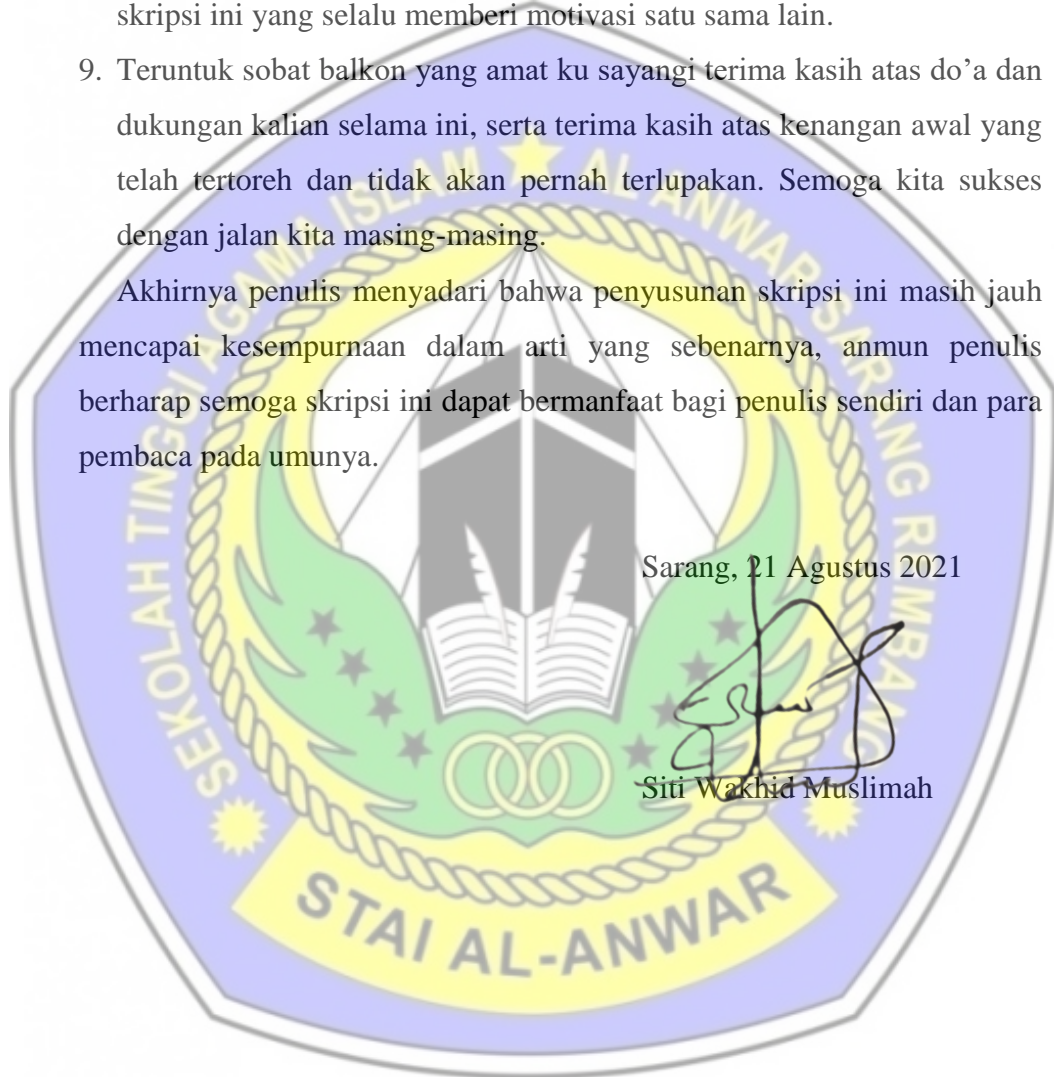 skripsi ini yang selalu memberi motivasi satu sama lain.
9. Teruntuk sobat balkon yang amat ku sayangi terima kasih atas do’a dan
dukungan kalian selama ini, serta terima kasih atas kenangan awal yang
telah tertoreh dan tidak akan pernah terlupakan. Semoga kita sukses
dengan jalan kita masing-masing.
Akhirnya penulis menyadari bahwa penyusunan skripsi ini masih jauh
mencapai kesempurnaan dalam arti yang sebenarnya, anmun penulis
berharap semoga skripsi ini dapat bermanfaat bagi penulis sendiri dan para
pembaca pada umunya.
Sarang, 21 Agustus 2021
Siti Wakhid Muslimah
SEKOLAH TINGGI AGAMA ISLAM ★ AL-ANWAR SARANG REMBANG
STAI AL-ANWAR